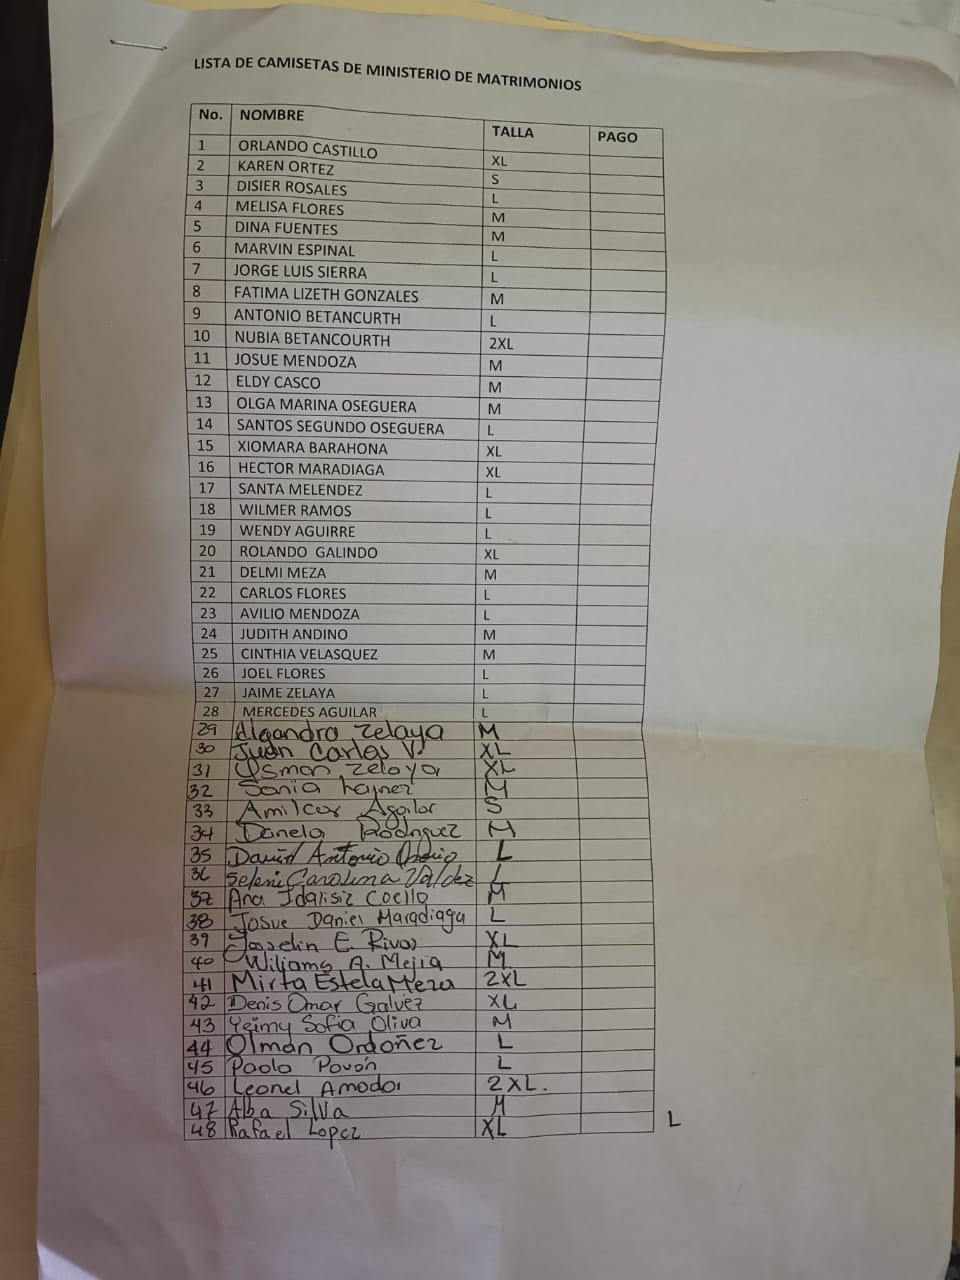 LISTA DE CAMISETAS DE MINISTERIO DE MATRIMONIOS
No. NOMBRE TALLA PAGO
1 ORLANDO CASTILLO XL
2 KAREN ORTEZ S
3 DISIER ROSALES L
4 MELISA FLORES M
5 DINA FUENTES M
6 MARVIN ESPINAL L
7 JORGE LUIS SIERRA L
8 FATIMA LIZETH GONZALES M
9 ANTONIO BETANCURTH L
10 NUBIA BETANCOURTH 2XL
11 JOSUE MENDOZA M
12 ELDY CASCO M
13 OLGA MARINA OSEGUERA M
14 SANTOS SEGUNDO OSEGUERA L
15 XIOMARA BARAHONA XL
16 HECTOR MARADIAGA XL
17 SANTA MELENDEZ L
18 WILMER RAMOS L
19 WENDY AGUIRRE L
20 ROLANDO GALINDO XL
21 DELMI MEZA M
22 CARLOS FLORES L
23 AVILIO MENDOZA L
24 JUDITH ANDINO M
25 CINTHIA VELASQUEZ M
26 JOEL FLORES L
27 JAIME ZELAYA L
28 MERCEDES AGUILAR L
29 zelaya M
30 Juan Carlos V. XL
31 Osman zelaya XL
32 Sonia M
33 Amilcar Aguilar S
34 Danela Rodriguez M
35 David Antonio L
36 Seleni Carolina Valdez L
37 Ana Idalisiz Coello M
38 Josue Daniel Maradiaga L
39 Josselin E. Rivas XL
40 Wiliams A. Mejia M
41 Mirta Estela Meza 2XL
42 Denis Omar Galvez XL
43 Yeimy Sofia Oliva M
44 Olman Ordoñez L
45 Paola Pavón L
46 Leonel Amador 2XL.
47 Alba Silva M
48 Rafael Lopez XL L